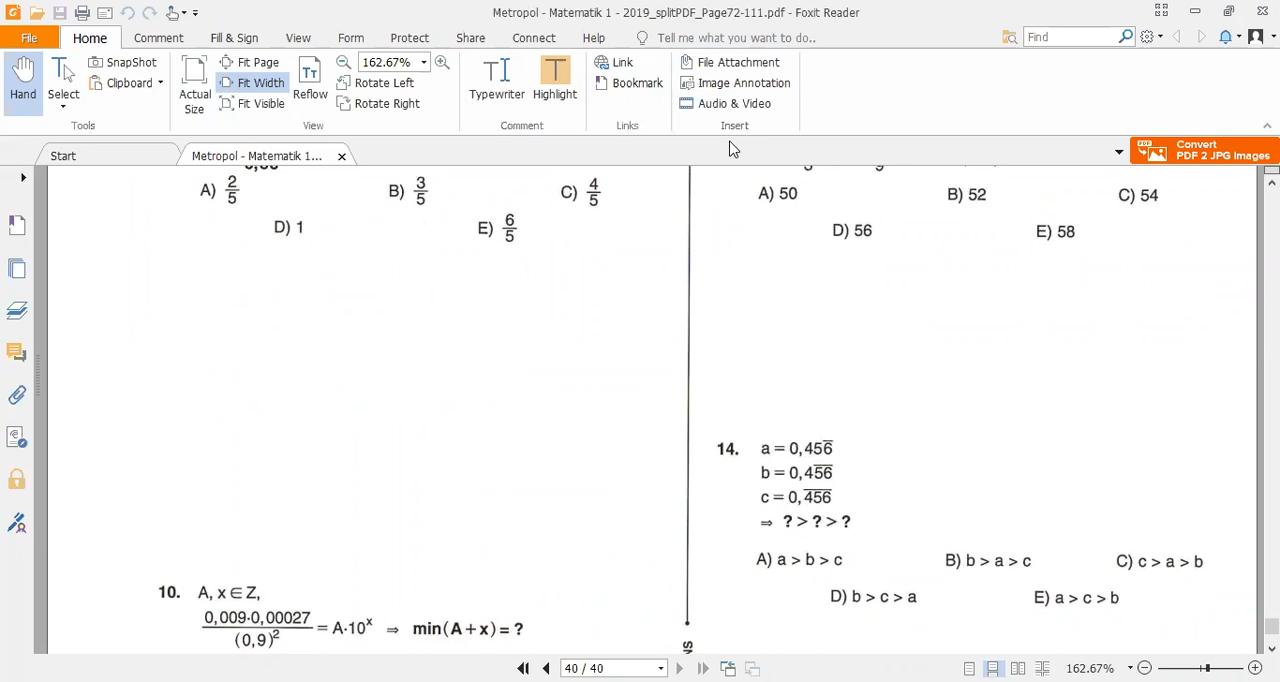 Metropol - Matematik 1 - 2019_splitPDF_Page72-111.pdf - Foxit Reader
File Home Comment Fill & Sign View Form Protect Share Connect Help Tell me what you want to do.. Find
Hand
Select
SnapShot
Clipboard
Tools
Actual Size
Fit Page
Fit Width
Fit Visible
Reflow
162.67%
Rotate Left
Rotate Right
View
Typewriter
Highlight
Comment
Link
Bookmark
Links
File Attachment
Image Annotation
Audio & Video
Insert
Start
Metropol - Matematik 1...
Convert
PDF 2 JPG Images
A) 2/5 B) 3/5 C) 4/5
D) 1 E) 6/5
10. A, x ∈ Z,
0,009·0,00027/(0,9)² = A·10ˣ ⇒ min(A + x) = ?
A) 50 B) 52 C) 54
D) 56 E) 58
14. a = 0,456̅
b = 0,45̅6̅
c = 0,4̅5̅6̅
⇒ ? > ? > ?
A) a > b > c B) b > a > c C) c > a > b
D) b > c > a E) a > c > b
40 / 40
162.67%